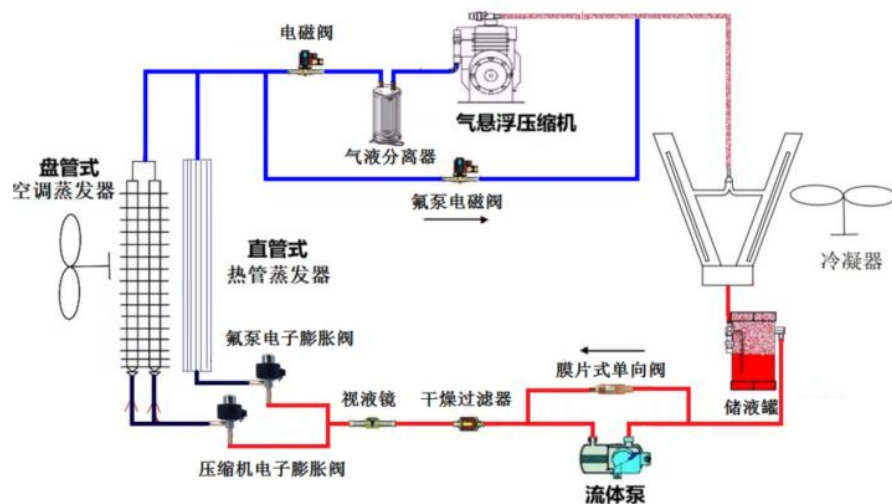 电磁阀
气悬浮压缩机
气液分离器
盘管式
空调蒸发器
氟泵电磁阀
直管式
热管蒸发器
冷凝器
氟泵电子膨胀阀
膜片式单向阀
视液镜
干燥过滤器
储液罐
压缩机电子膨胀阀
流体泵